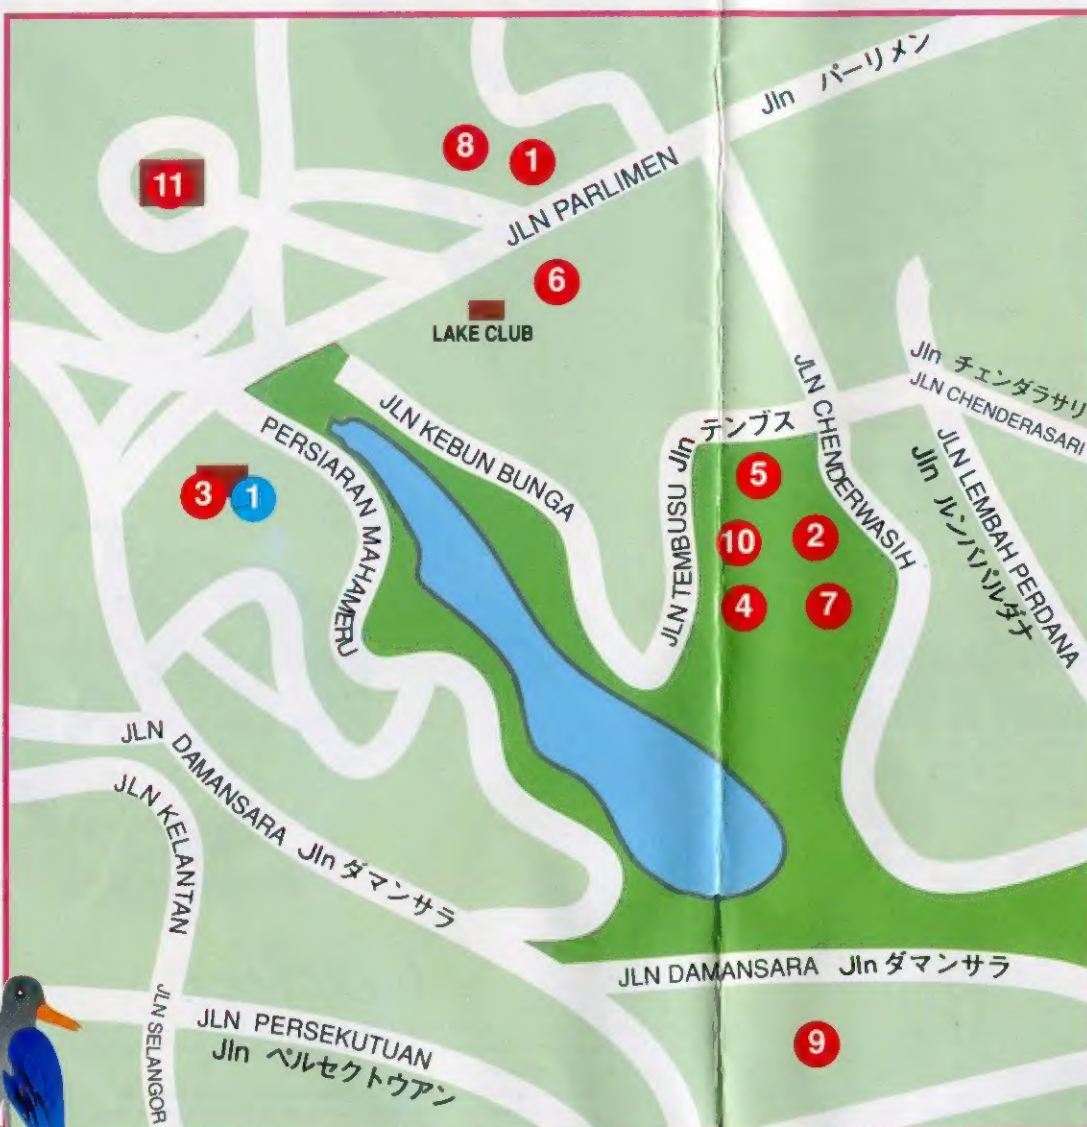 Jln パーリメン
8
1
11
JLN PARLIMEN
6
LAKE CLUB
Jln チェンダラサリ
JLN CHENDERASARI
JLN KEBUN BUNGA
JLN TEMBUSU Jln テンブス
JLN CHENDERWASIH
PERSIARAN MAHAMERU
JLN LEMBAH PERDANA
Jln ルンバパルダナ
3
1
5
10
2
4
7
JLN DAMANSARA Jln ダマンサラ
JLN KELANTAN
JLN DAMANSARA Jln ダマンサラ
JLN SELANGOR
JLN PERSEKUTUAN
Jln ペルセクトウアン
9